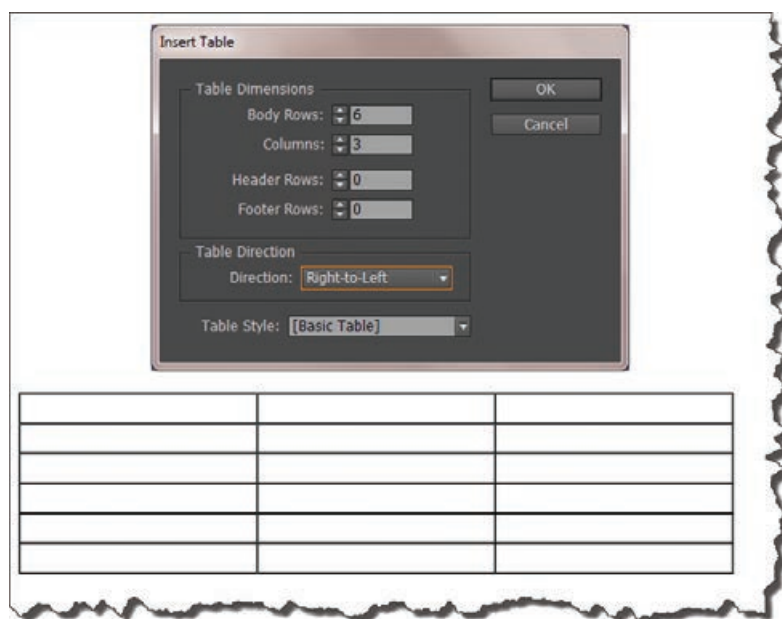 Insert Table
Table Dimensions
Body Rows: 6
Columns: 3
Header Rows: 0
Footer Rows: 0
Table Direction
Direction: Right-to-Left
Table Style: [Basic Table]
OK
Cancel